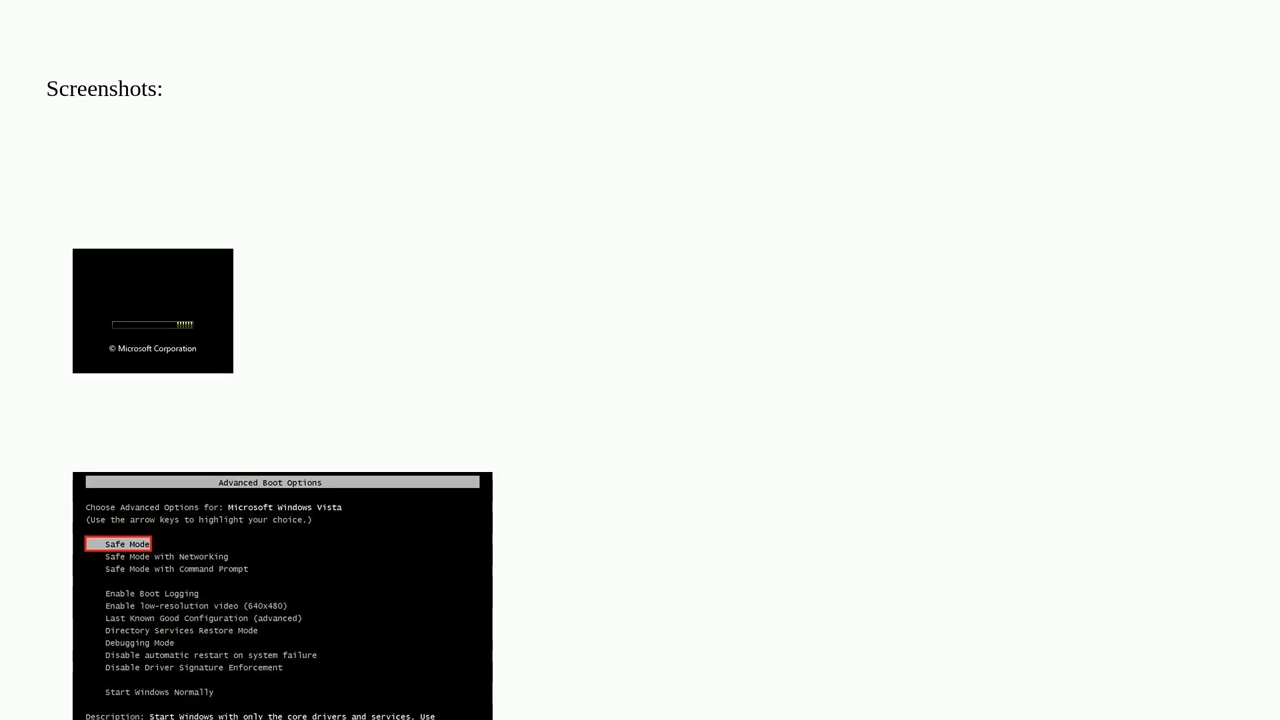 Screenshots:
© Microsoft Corporation
Advanced Boot Options
Choose Advanced Options for: Microsoft Windows Vista
(Use the arrow keys to highlight your choice.)
Safe Mode
Safe Mode with Networking
Safe Mode with Command Prompt
Enable Boot Logging
Enable low-resolution video (640x480)
Last Known Good Configuration (advanced)
Directory Services Restore Mode
Debugging Mode
Disable automatic restart on system failure
Disable Driver Signature Enforcement
Start Windows Normally
Description: Start Windows with only the core drivers and services. Use